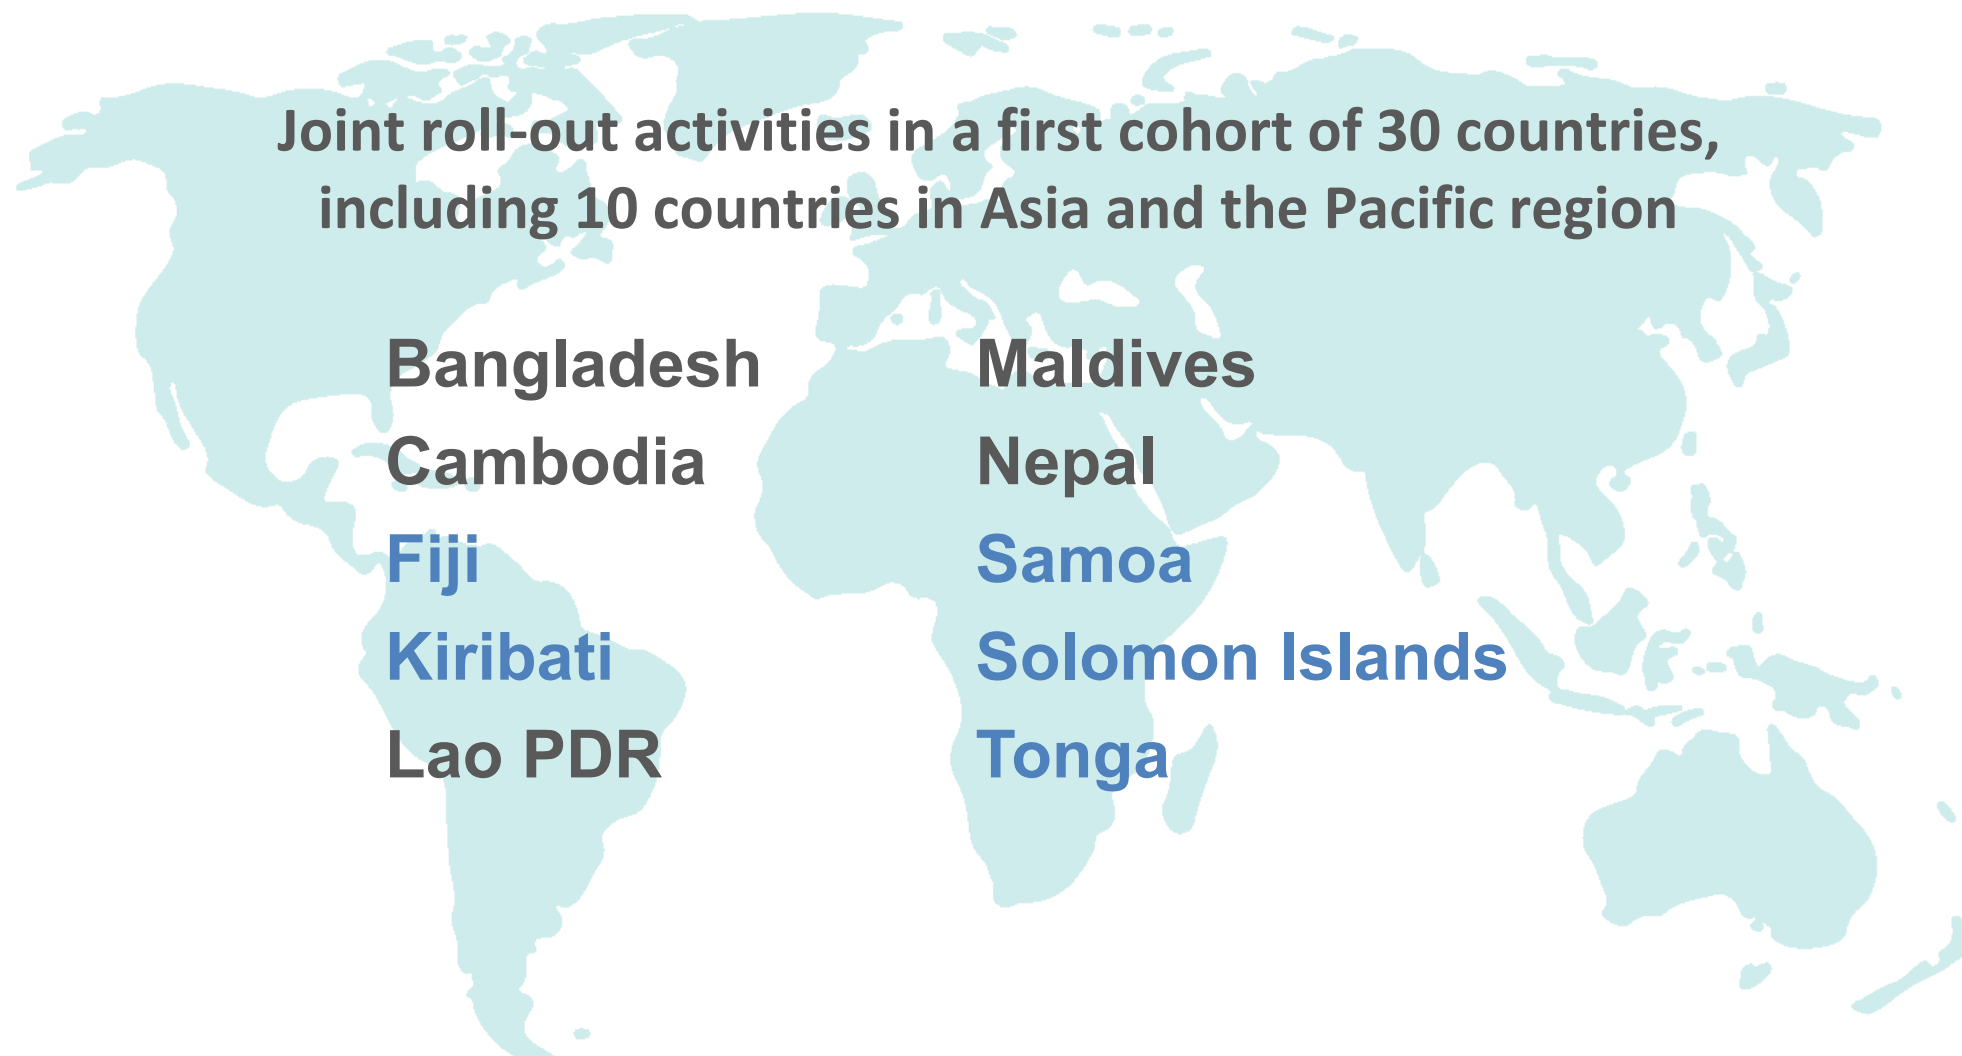 Joint roll-out activities in a first cohort of 30 countries,
including 10 countries in Asia and the Pacific region
Bangladesh
Cambodia
Fiji
Kiribati
Lao PDR
Maldives
Nepal
Samoa
Solomon Islands
Tonga